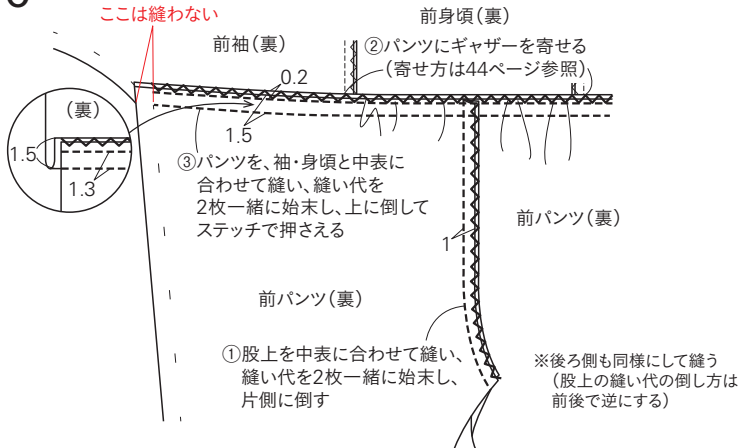 ここは縫わない
前身頃(裏)
前袖(裏)
②パンツにギャザーを寄せる
(寄せ方は44ページ参照)
0.2
(裏)
1.5
1.5
1.3
③パンツを、袖・身頃と中表に
合わせて縫い、縫い代を
2枚一緒に始末し、上に倒して
ステッチで押さえる
前パンツ(裏)
1
前パンツ(裏)
①股上を中表に合わせて縫い、
縫い代を2枚一緒に始末し、
片側に倒す
※後ろ側も同様にして縫う
(股上の縫い代の倒し方は
前後で逆にする)